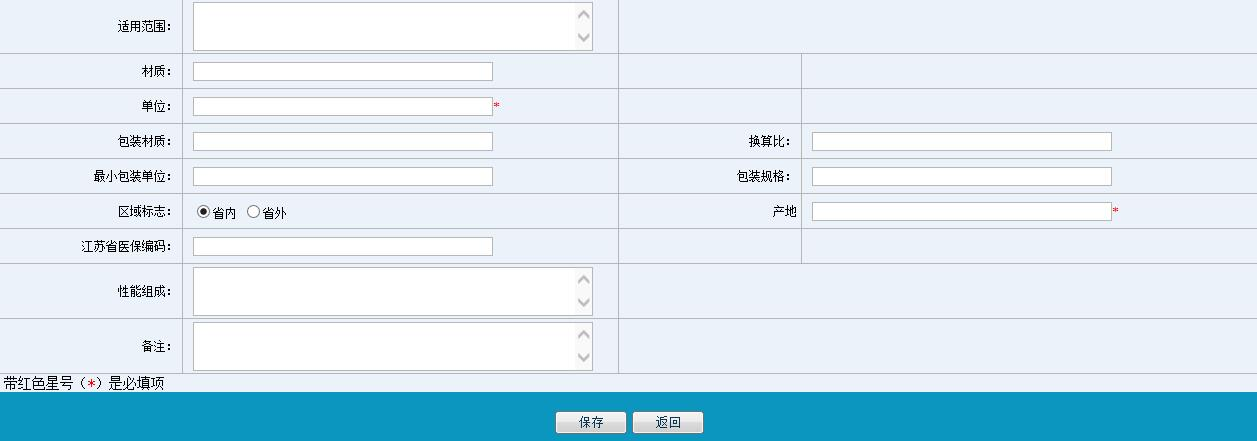 适用范围：
材质：
单位： *
包装材质： 换算比：
最小包装单位： 包装规格：
区域标志： 省内 省外 产地 *
江苏省医保编码：
性能组成：
备注：
带红色星号（*）是必填项
保存 返回